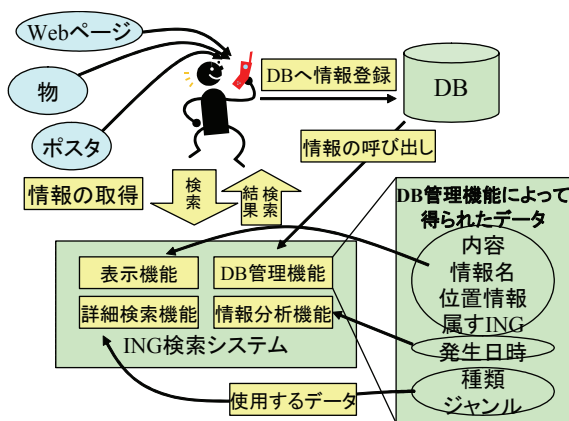 Webページ
物
ポスタ
DBへ情報登録
DB
情報の呼び出し
情報の取得
検索
検索
結果
DB管理機能によって
得られたデータ
内容
情報名
位置情報
属すING
発生日時
種類
ジャンル
表示機能
DB管理機能
詳細検索機能
情報分析機能
ING検索システム
使用するデータ